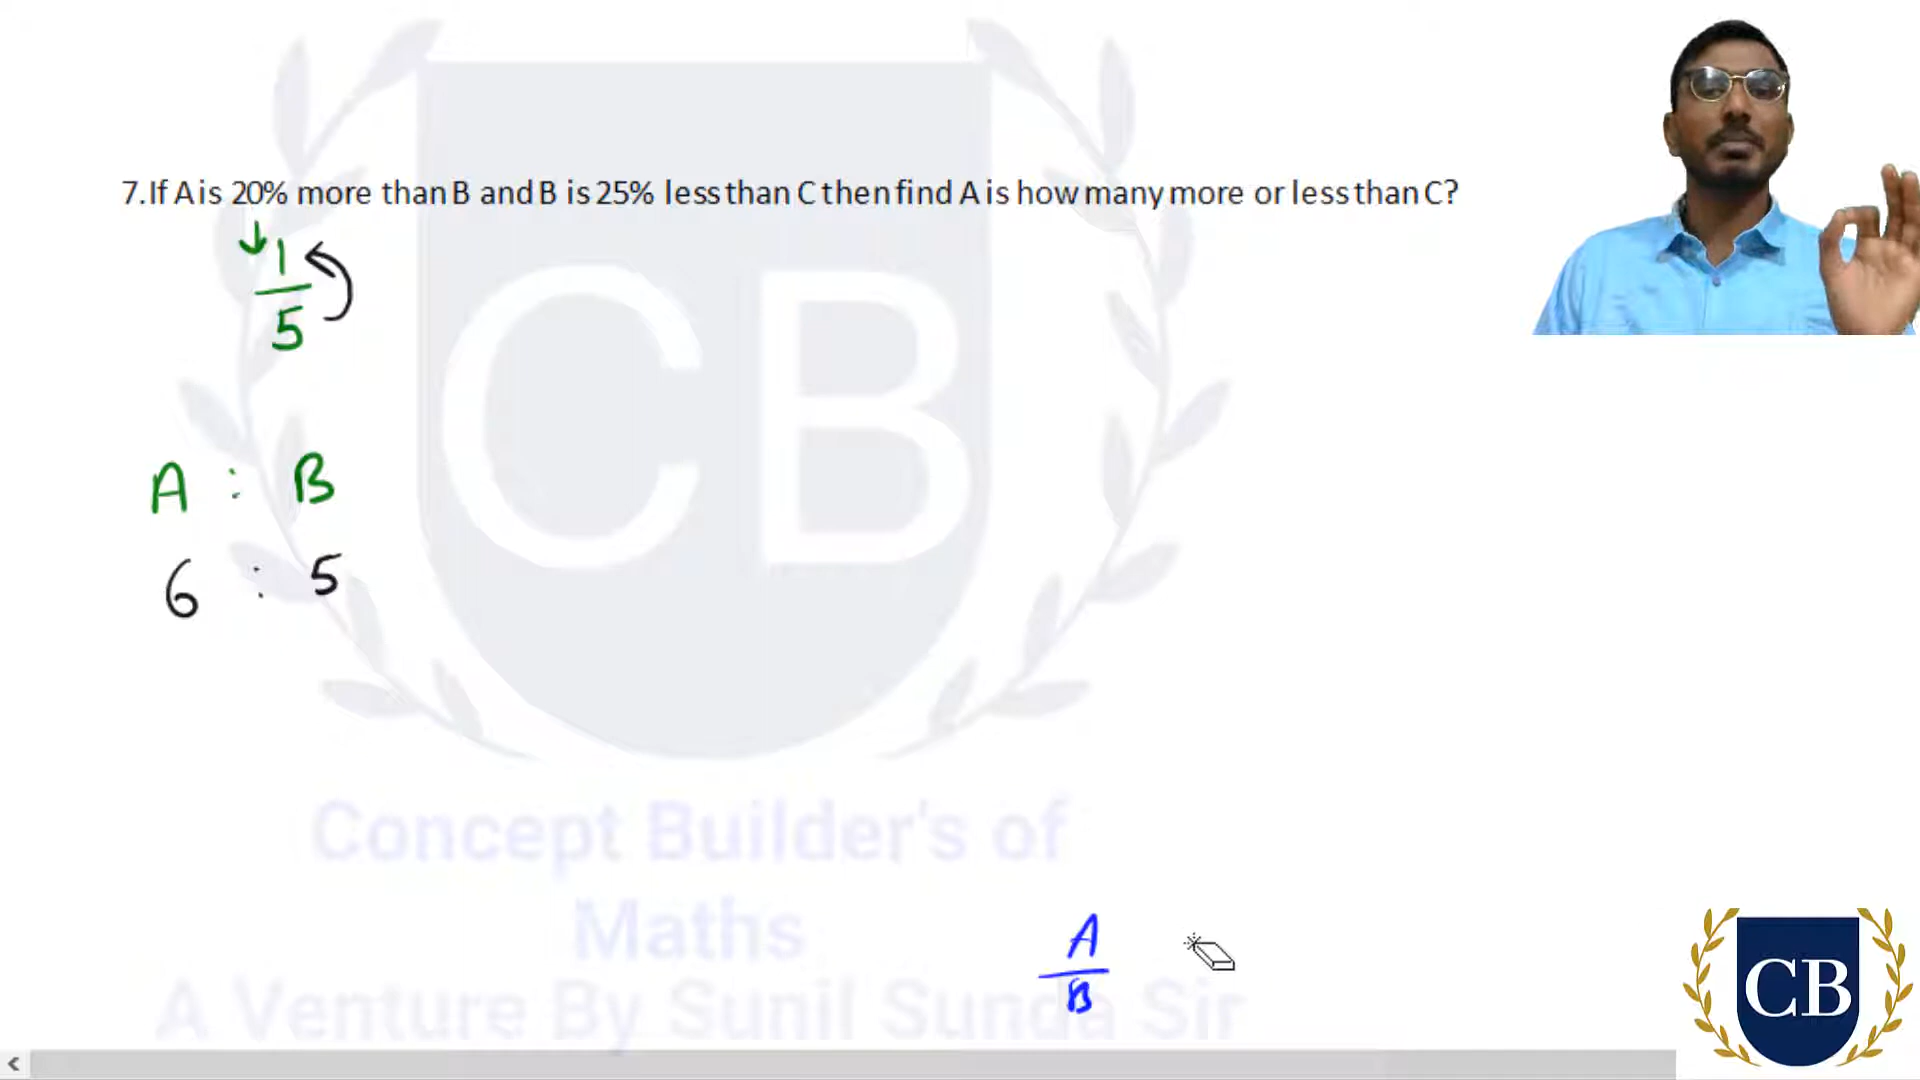 7.If A is 20% more than B and B is 25% less than C then find A is how many more or less than C?
1
5
A : B
6 : 5
CB
Concept Builder's of
Maths
A Venture By Sunil Sunda Sir
A
B
CB